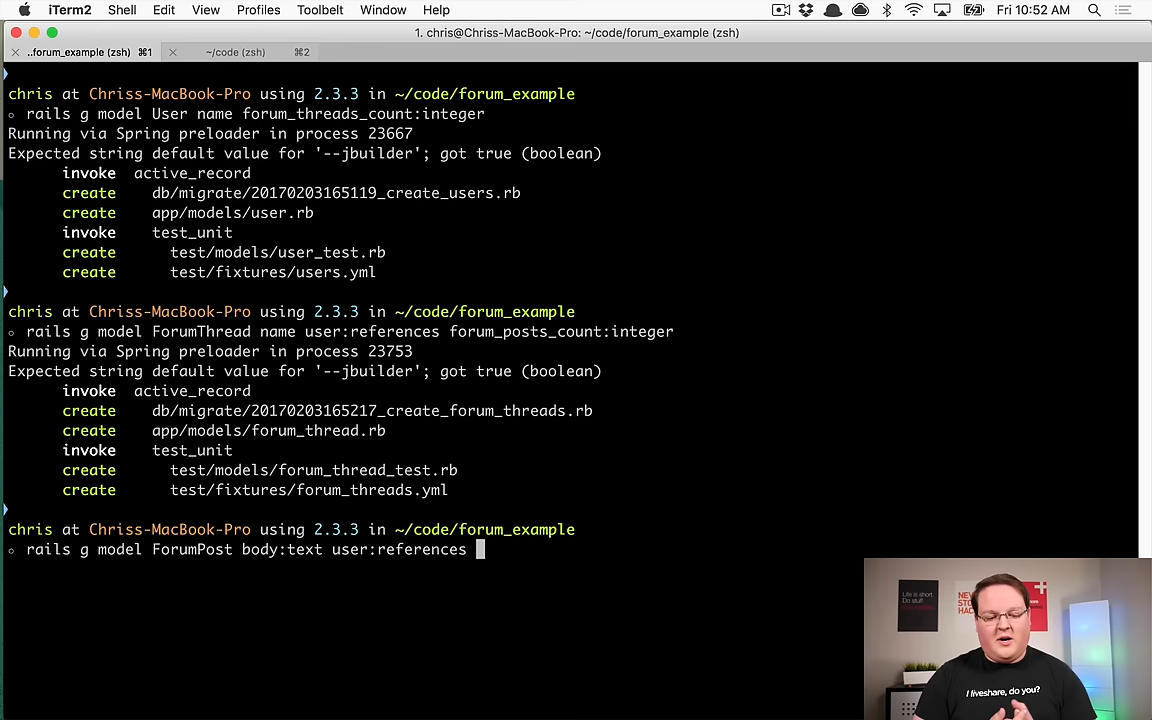 iTerm2 Shell Edit View Profiles Toolbelt Window Help Fri 10:52 AM
1. chris@Chriss-MacBook-Pro: ~/code/forum_example (zsh)
..forum_example (zsh) ⌘1 ~/code (zsh) ⌘2
chris at Chriss-MacBook-Pro using 2.3.3 in ~/code/forum_example
rails g model User name forum_threads_count:integer
Running via Spring preloader in process 23667
Expected string default value for '--jbuilder'; got true (boolean)
invoke active_record
create db/migrate/20170203165119_create_users.rb
create app/models/user.rb
invoke test_unit
create test/models/user_test.rb
create test/fixtures/users.yml
chris at Chriss-MacBook-Pro using 2.3.3 in ~/code/forum_example
rails g model ForumThread name user:references forum_posts_count:integer
Running via Spring preloader in process 23753
Expected string default value for '--jbuilder'; got true (boolean)
invoke active_record
create db/migrate/20170203165217_create_forum_threads.rb
create app/models/forum_thread.rb
invoke test_unit
create test/models/forum_thread_test.rb
create test/fixtures/forum_threads.yml
chris at Chriss-MacBook-Pro using 2.3.3 in ~/code/forum_example
rails g model ForumPost body:text user:references
Life is short.
Do stuff
I liveshare, do you?